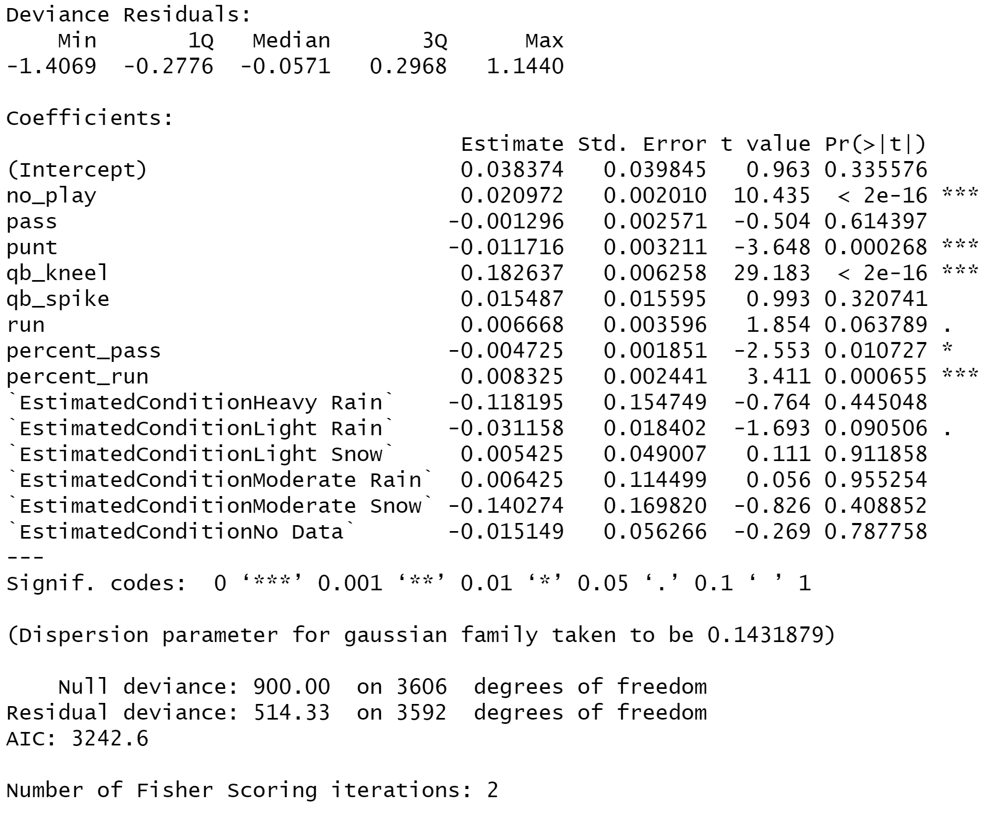 Deviance Residuals:
    Min       1Q   Median       3Q      Max
-1.4069  -0.2776  -0.0571   0.2968   1.1440

Coefficients:
                                   Estimate Std. Error t value Pr(>|t|)
(Intercept)                        0.038374   0.039845   0.963 0.335576
no_play                            0.020972   0.002010  10.435  < 2e-16 ***
pass                              -0.001296   0.002571  -0.504 0.614397
punt                              -0.011716   0.003211  -3.648 0.000268 ***
qb_kneel                           0.182637   0.006258  29.183  < 2e-16 ***
qb_spike                           0.015487   0.015595   0.993 0.320741
run                                0.006668   0.003596   1.854 0.063789 .
percent_pass                      -0.004725   0.001851  -2.553 0.010727 *
percent_run                        0.008325   0.002441   3.411 0.000655 ***
`EstimatedConditionHeavy Rain`    -0.118195   0.154749  -0.764 0.445048
`EstimatedConditionLight Rain`    -0.031158   0.018402  -1.693 0.090506 .
`EstimatedConditionLight Snow`     0.005425   0.049007   0.111 0.911858
`EstimatedConditionModerate Rain`  0.006425   0.114499   0.056 0.955254
`EstimatedConditionModerate Snow` -0.140274   0.169820  -0.826 0.408852
`EstimatedConditionNo Data`       -0.015149   0.056266  -0.269 0.787758
---
Signif. codes:  0 ‘***’ 0.001 ‘**’ 0.01 ‘*’ 0.05 ‘.’ 0.1 ‘ ’ 1

(Dispersion parameter for gaussian family taken to be 0.1431879)

    Null deviance: 900.00  on 3606  degrees of freedom
Residual deviance: 514.33  on 3592  degrees of freedom
AIC: 3242.6

Number of Fisher Scoring iterations: 2